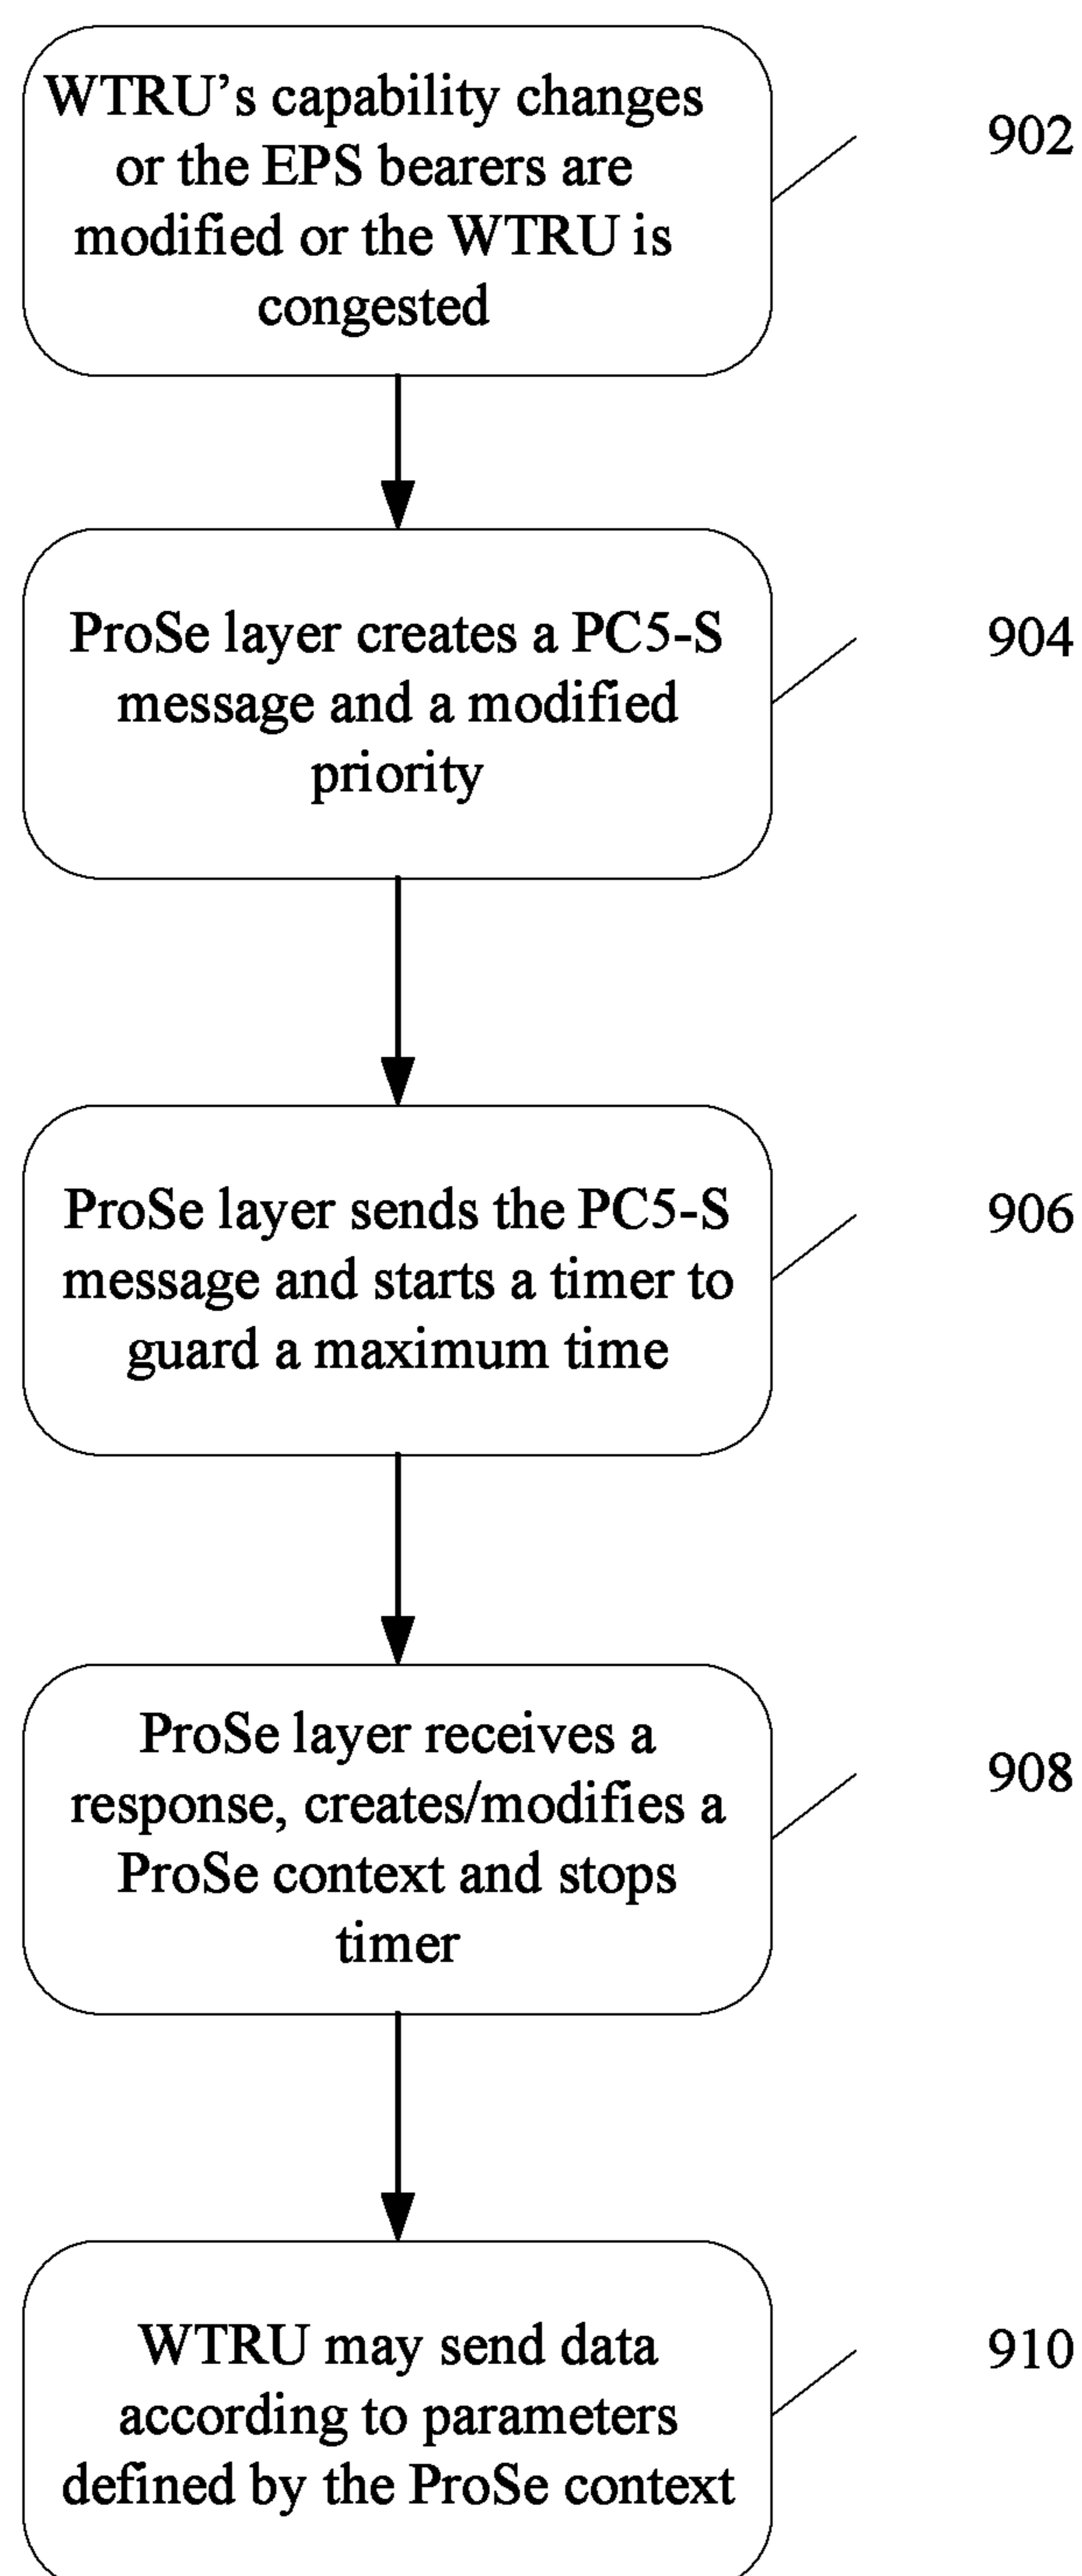 WTRU’s capability changes
or the EPS bearers are
modified or the WTRU is
congested
902
ProSe layer creates a PC5-S
message and a modified
priority
904
ProSe layer sends the PC5-S
message and starts a timer to
guard a maximum time
906
ProSe layer receives a
response, creates/modifies a
ProSe context and stops
timer
908
WTRU may send data
according to parameters
defined by the ProSe context
910